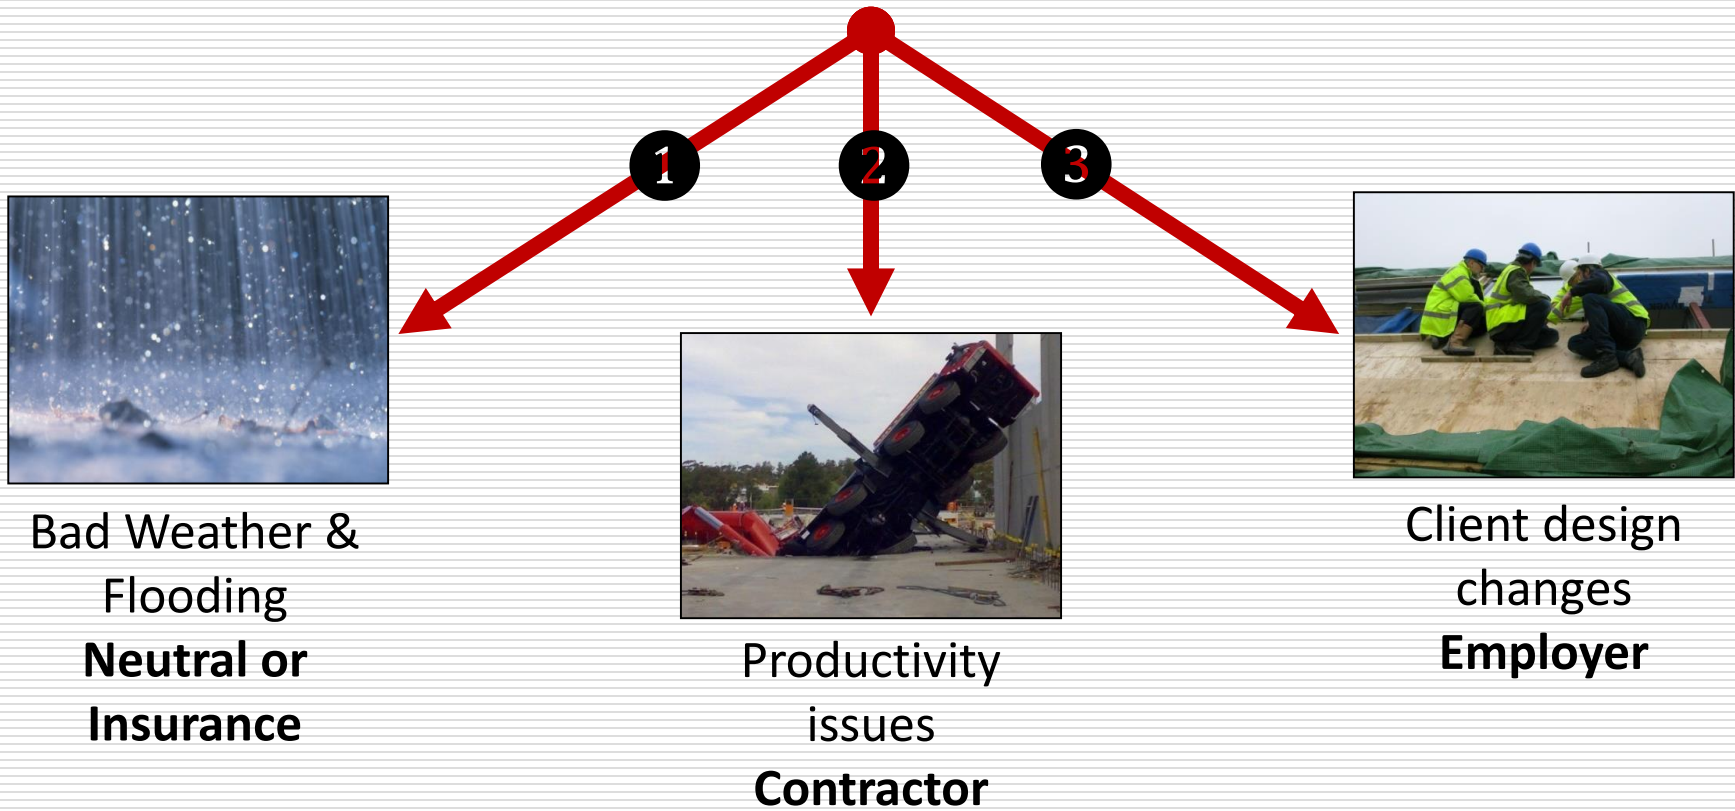 1
2
3
Bad Weather &
Flooding
Neutral or
Insurance
Productivity
issues
Contractor
Client design
changes
Employer